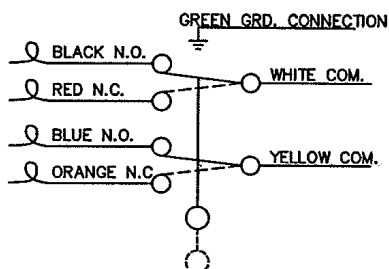 GREEN GRD. CONNECTION
BLACK N.O.
WHITE COM.
RED N.C.
BLUE N.O.
YELLOW COM.
ORANGE N.C